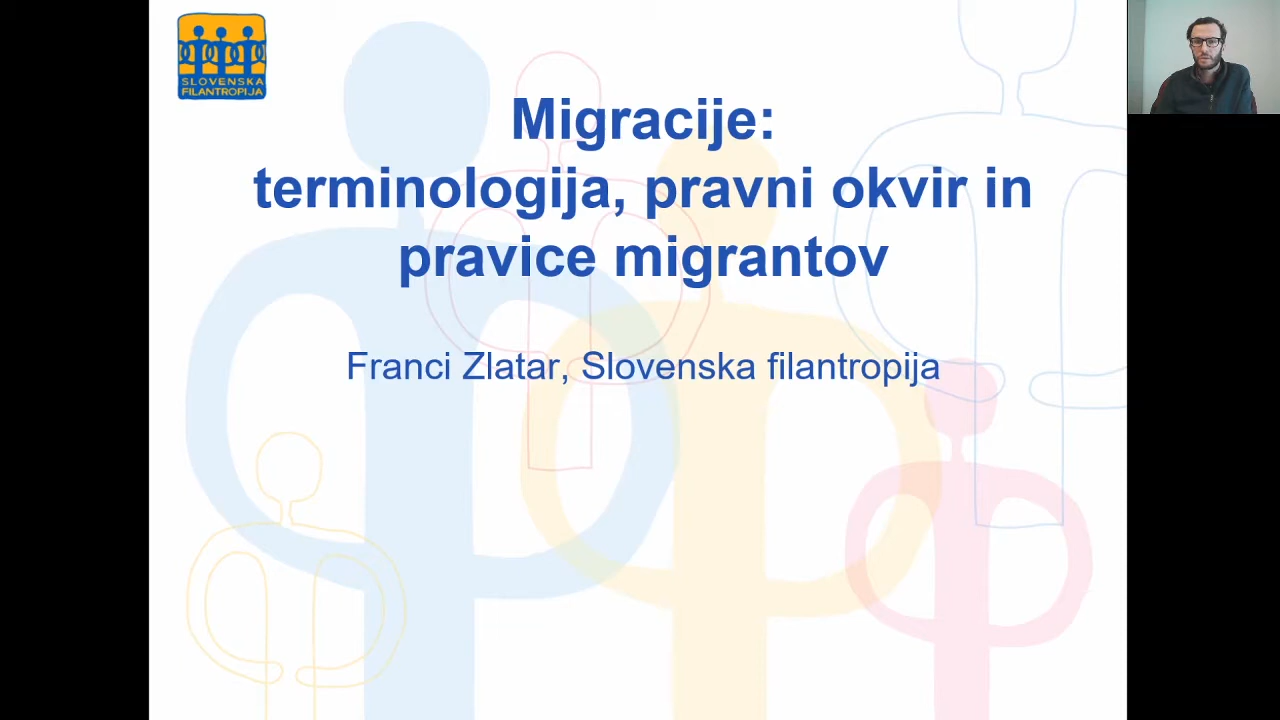 SLOVENSKA
FILANTROPIJA
Migracije:
terminologija, pravni okvir in
pravice migrantov
Franci Zlatar, Slovenska filantropija